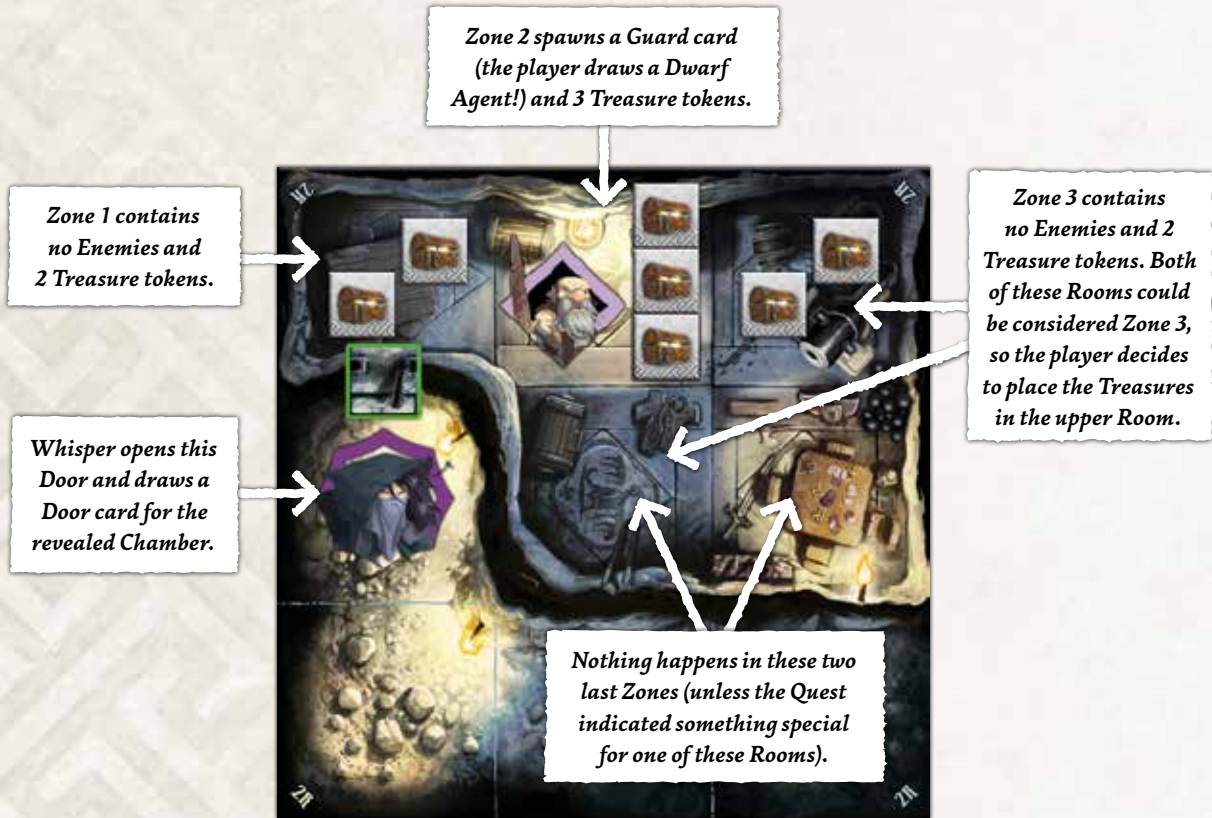 Zone 2 spawns a Guard card
(the player draws a Dwarf
Agent!) and 3 Treasure tokens.
Zone 1 contains
no Enemies and
2 Treasure tokens.
Zone 3 contains
no Enemies and 2
Treasure tokens. Both
of these Rooms could
be considered Zone 3,
so the player decides
to place the Treasures
in the upper Room.
Whisper opens this
Door and draws a
Door card for the
revealed Chamber.
Nothing happens in these two
last Zones (unless the Quest
indicated something special
for one of these Rooms).
2R
2R
2R
2R